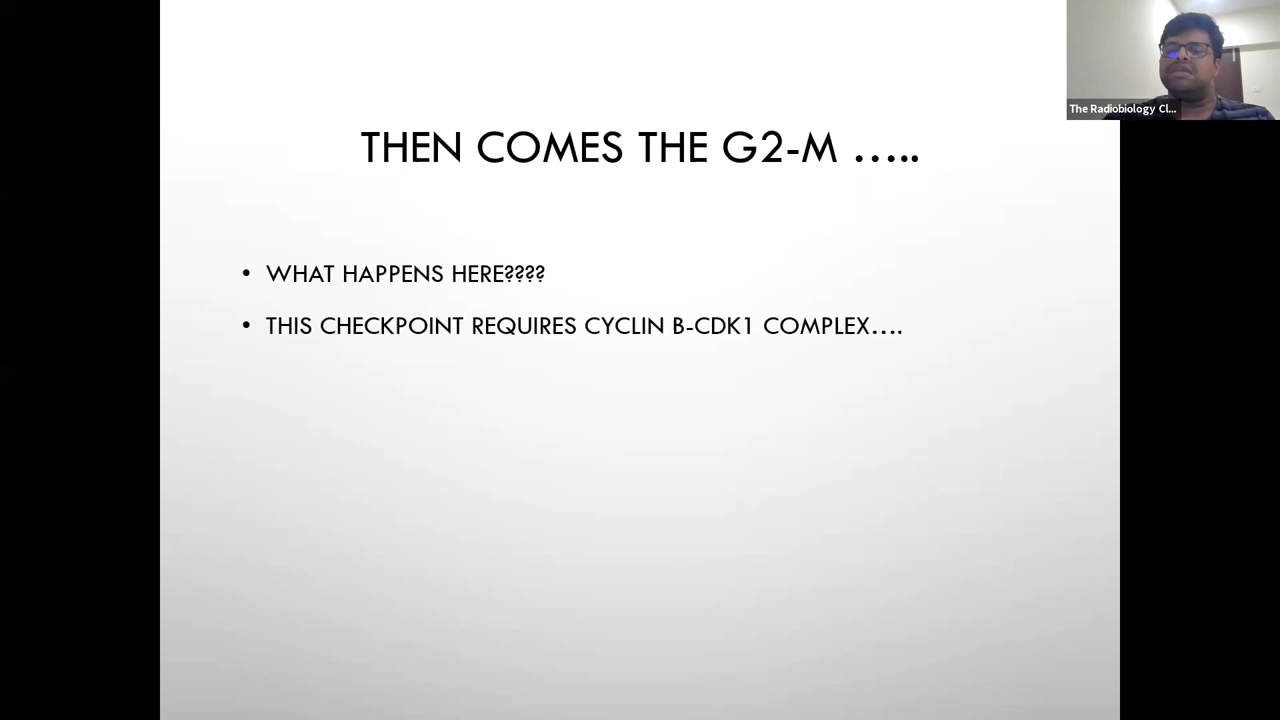 The Radiobiology Cl...
THEN COMES THE G2-M .....
• WHAT HAPPENS HERE????
• THIS CHECKPOINT REQUIRES CYCLIN B-CDK1 COMPLEX....